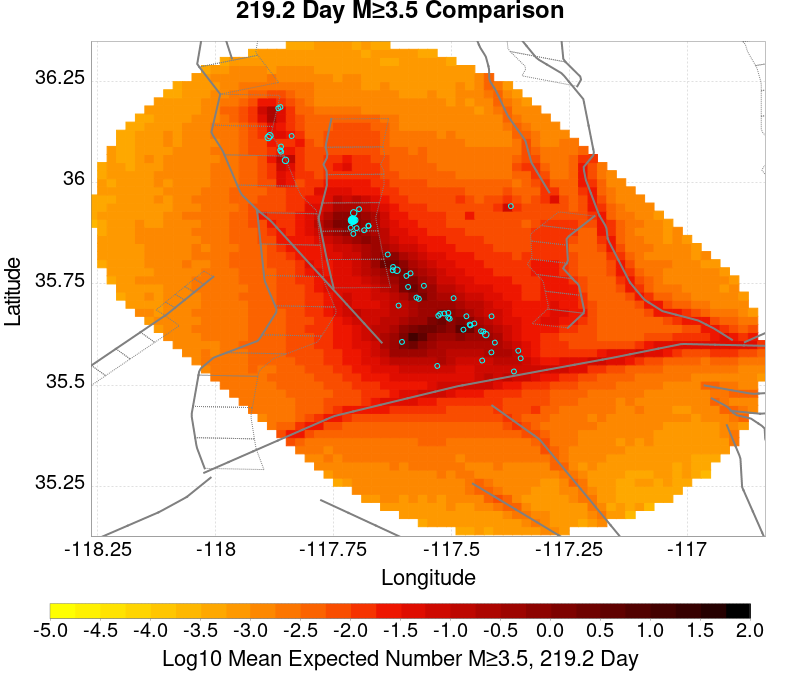 219.2 Day M≥3.5 Comparison
36.25
36
35.75
35.5
35.25
Latitude
-118.25 -118 -117.75 -117.5 -117.25 -117
Longitude
-5.0 -4.5 -4.0 -3.5 -3.0 -2.5 -2.0 -1.5 -1.0 -0.5 0.0 0.5 1.0 1.5 2.0
Log10 Mean Expected Number M≥3.5, 219.2 Day